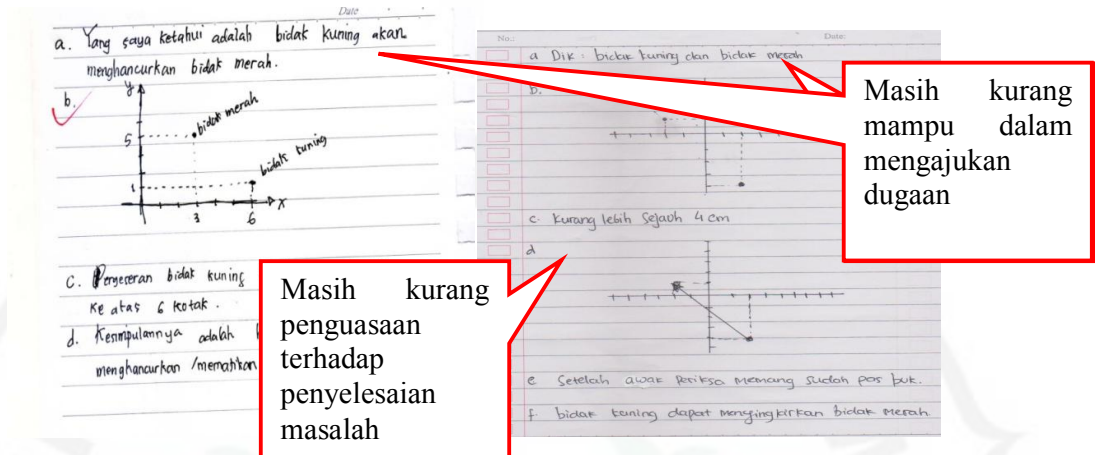 Date
a. Yang saya ketahui adalah bidak kuning akan
menghancurkan bidak merah.
b.
y
5
bidak merah
1
bidak kuning
3
6
x
C. Pergeseran bidak kuning
ke atas 6 kotak.
d. Kesimpulannya adalah
menghancurkan /mematikan
No.:
Date:
a Dik : bidak kuning dan bidak merah
b.
c. Kurang lebih sejauh 4 cm
d
e Setelah awak periksa memang sudah pas buk.
f. bidak kuning dapat menyingkirkan bidak merah
Masih kurang
mampu dalam
mengajukan
dugaan
Masih kurang
penguasaan
terhadap
penyelesaian
masalah